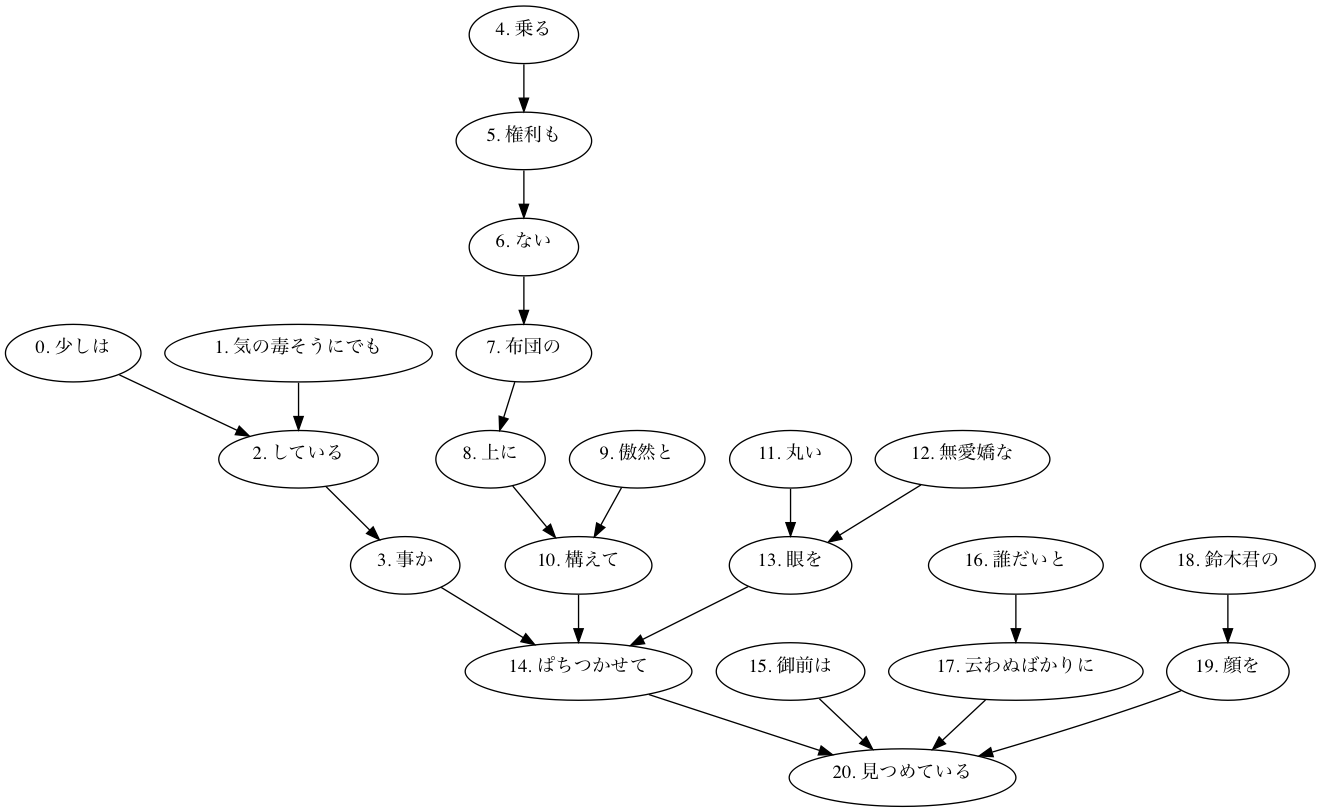 4. 乗る
5. 権利も
6. ない
0. 少しは
1. 気の毒そうにでも
7. 布団の
2. している
8. 上に
9. 傲然と
11. 丸い
12. 無愛嬌な
3. 事か
10. 構えて
13. 眼を
16. 誰だいと
18. 鈴木君の
14. ぱちつかせて
15. 御前は
17. 云わぬばかりに
19. 顔を
20. 見つめている